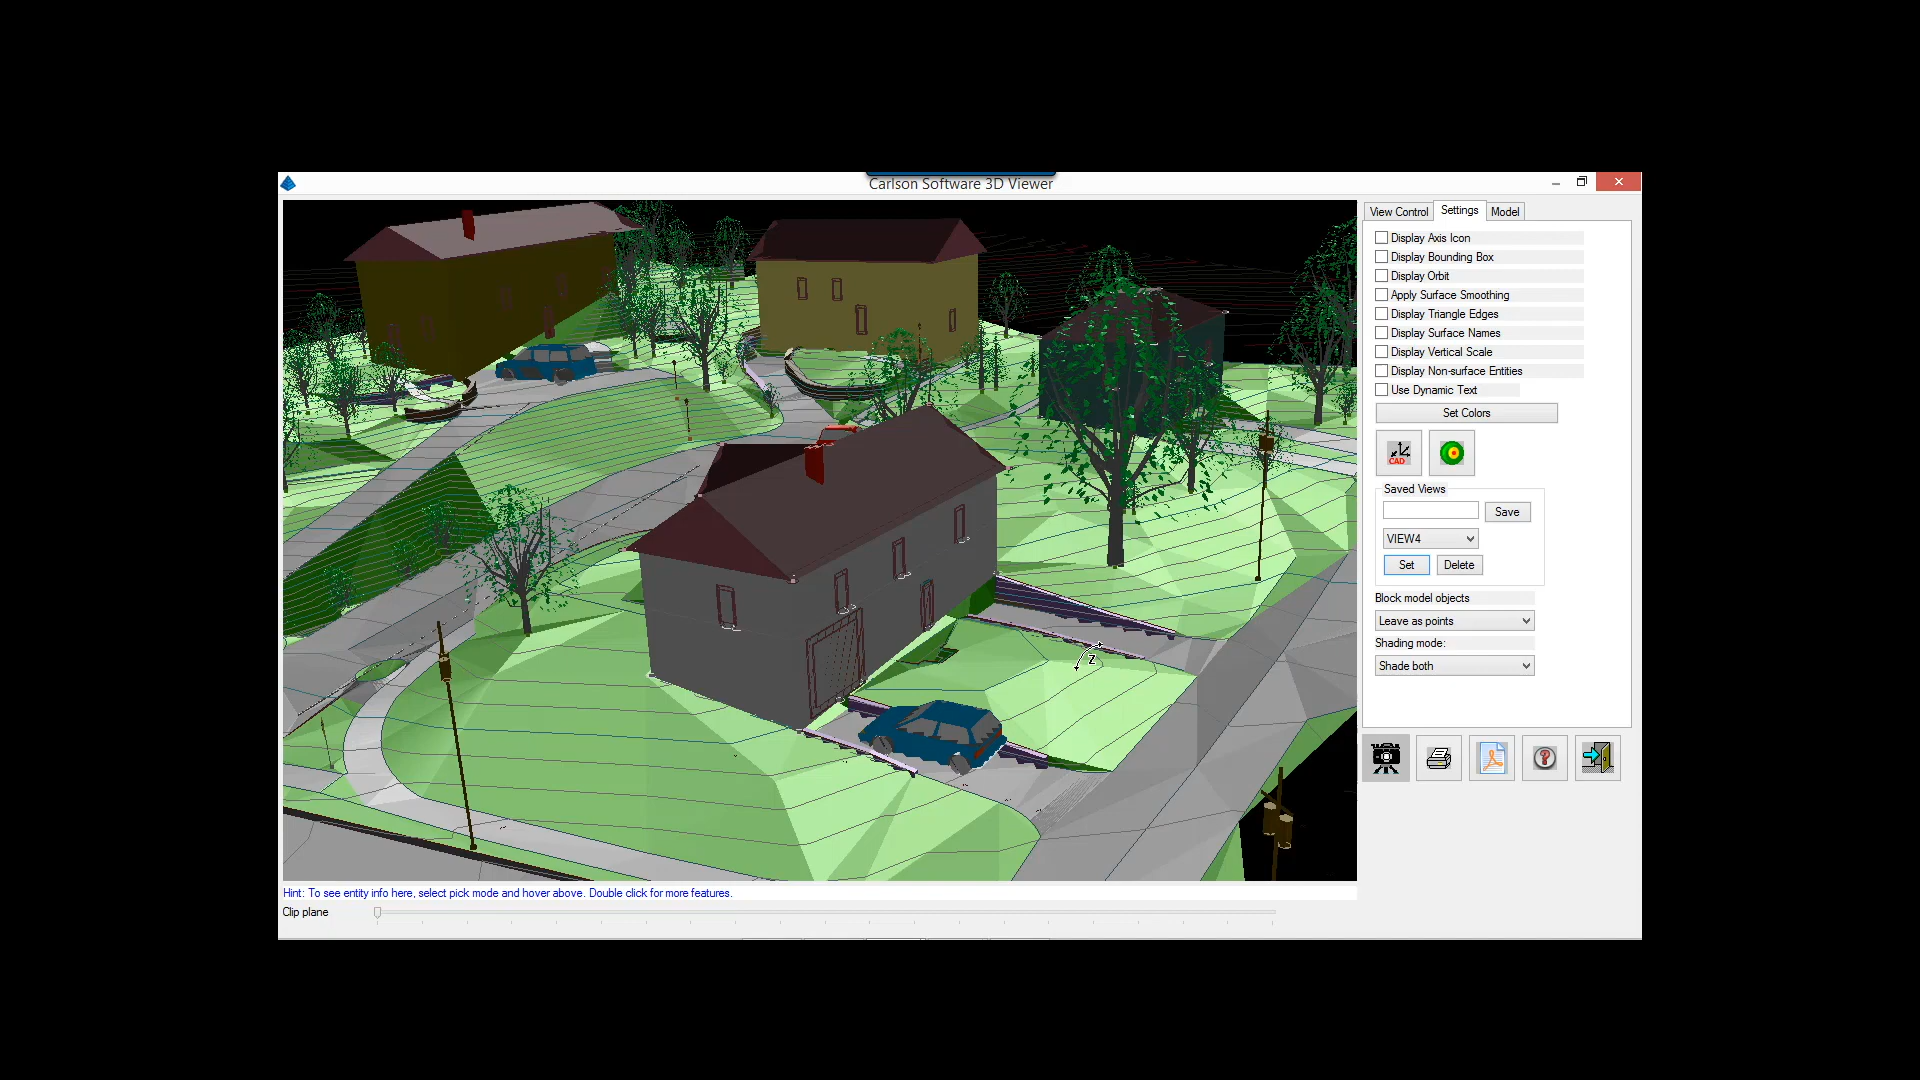 Carlson Software 3D Viewer
View Control Settings Model
Display Axis Icon
Display Bounding Box
Display Orbit
Apply Surface Smoothing
Display Triangle Edges
Display Surface Names
Display Vertical Scale
Display Non-surface Entities
Use Dynamic Text
Set Colors
CAD
Saved Views
Save
VIEW4
Set Delete
Block model objects
Leave as points
Shading mode:
Shade both
Z
Hint: To see entity info here, select pick mode and hover above. Double click for more features.
Clip plane